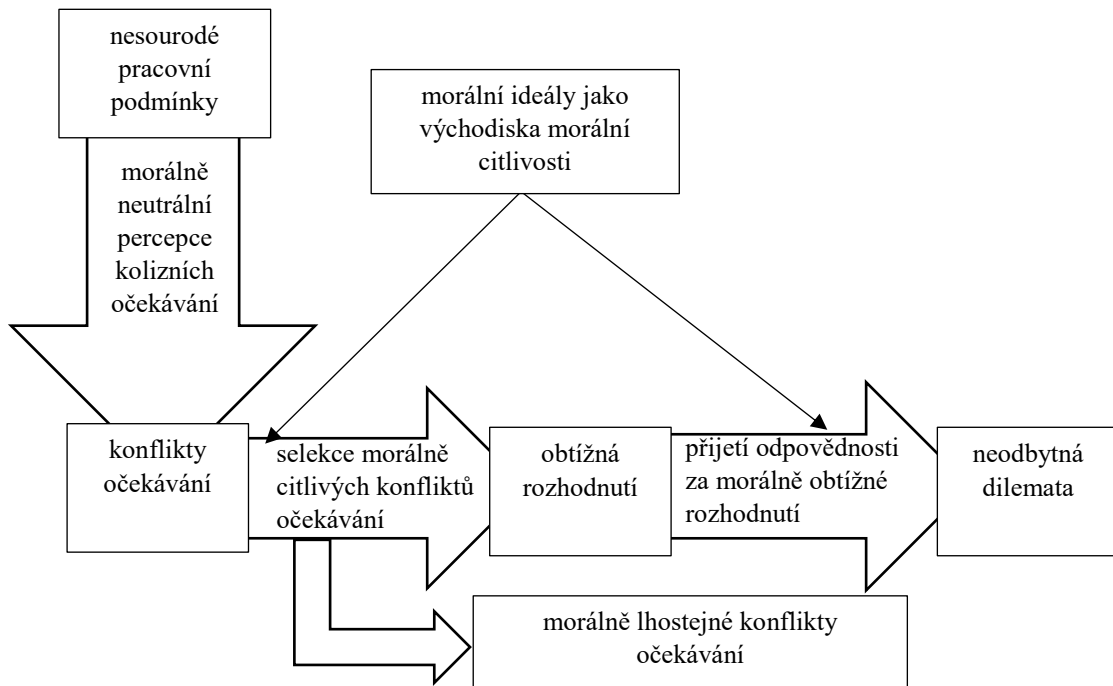 nesourodé
pracovní
podmínky
morální ideály jako
východiska morální
citlivosti
morálně
neutrální
percepce
kolizních
očekávání
konflikty
očekávání
selekce morálně
citlivých konfliktů
očekávání
obtížná
rozhodnutí
přijetí odpovědnosti
za morálně obtížné
rozhodnutí
neodbytná
dilemata
morálně lhostejné konflikty
očekávání